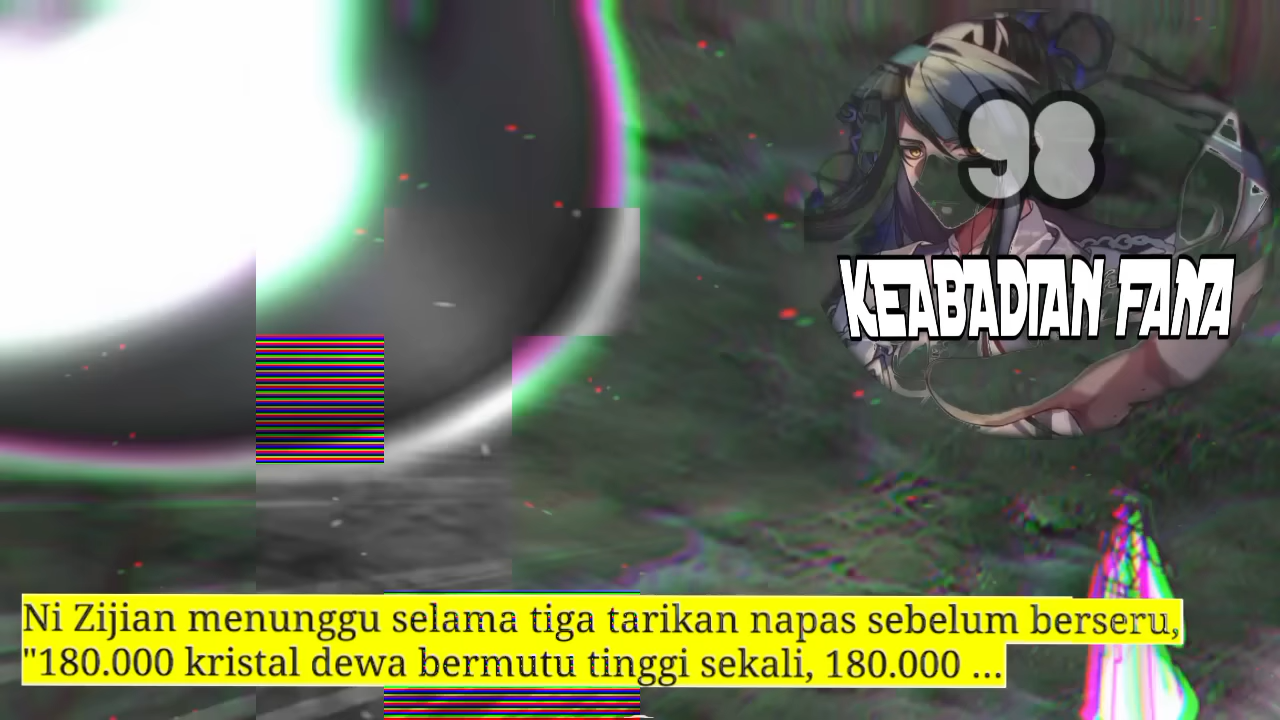 98
KEABADIAN FANA
Ni Zijian menunggu selama tiga tarikan napas sebelum berseru,
"180.000 kristal dewa bermutu tinggi sekali, 180.000 ...